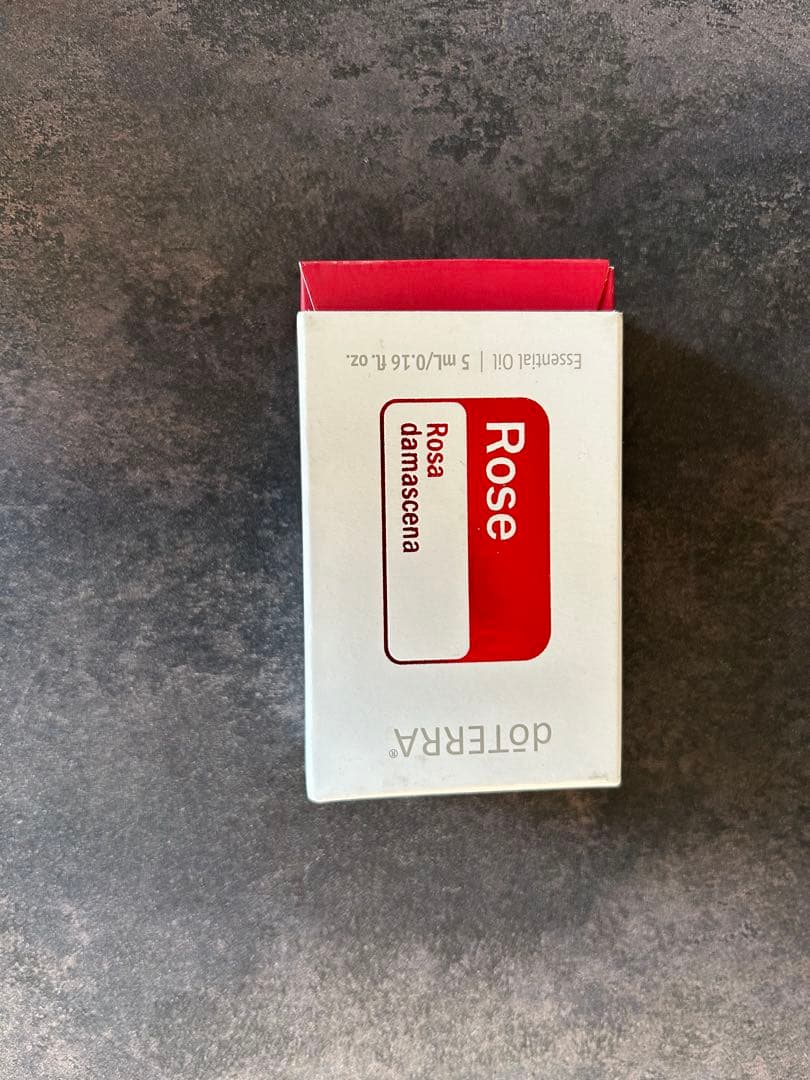 dōTERRA®
Rose
Rosa
damascena
Essential Oil | 5 mL/0.16 fl. oz.